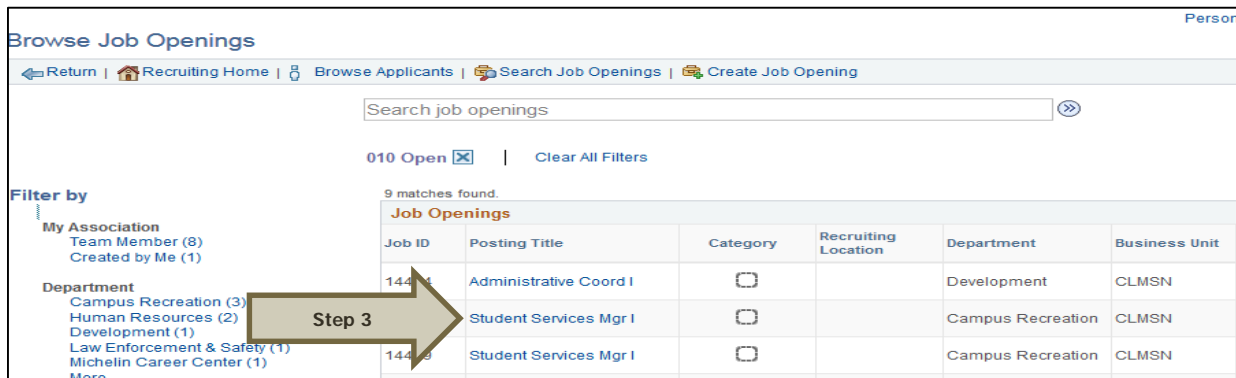 Person
Browse Job Openings
Return | Recruiting Home | Browse Applicants | Search Job Openings | Create Job Opening
Search job openings
010 Open | Clear All Filters
Filter by
My Association
Team Member (8)
Created by Me (1)
Department
Campus Recreation (3)
Human Resources (2)
Development (1)
Law Enforcement & Safety (1)
Michelin Career Center (1)
More
9 matches found.
Job Openings
Job ID Posting Title Category Recruiting Location Department Business Unit
Administrative Coord I Development CLMSN
Step 3
Student Services Mgr I Campus Recreation CLMSN
Student Services Mgr I Campus Recreation CLMSN